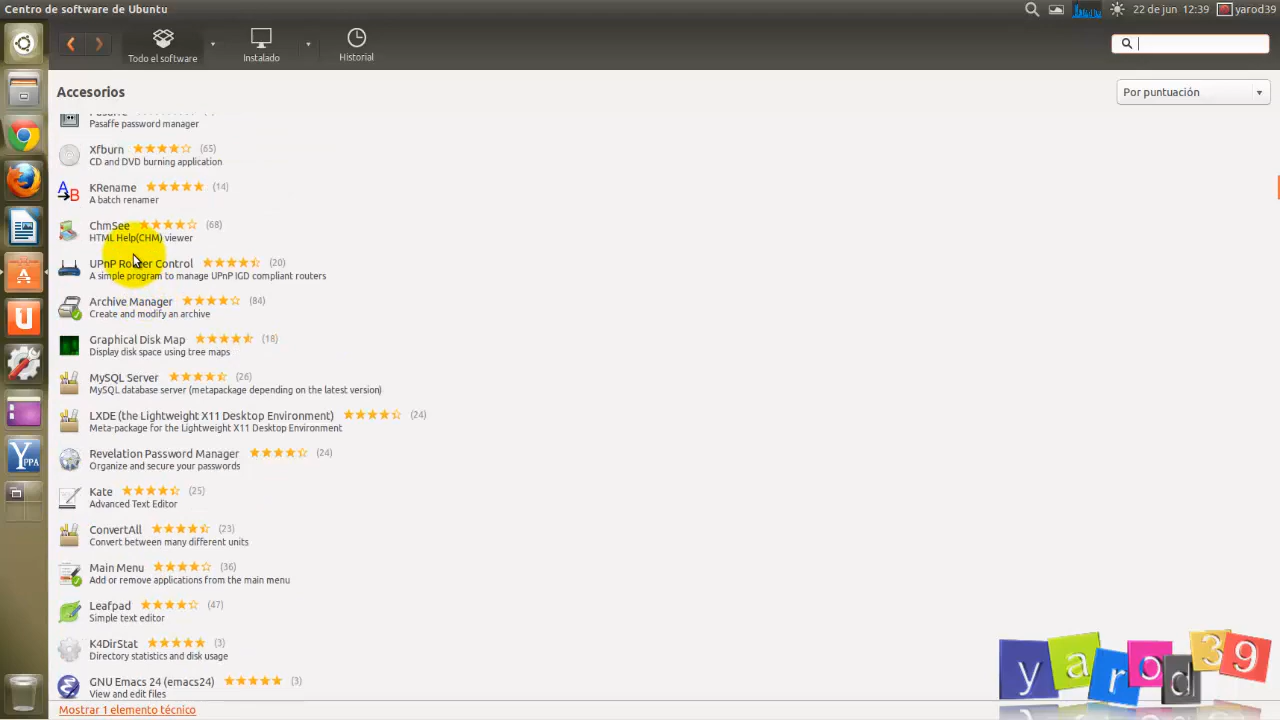 Centro de software de Ubuntu
22 de jun 12:39 yarod39
Todo el software
Instalado
Historial
Accesorios
Por puntuación
Pasaffe password manager
Xfburn (65)
CD and DVD burning application
KRename (14)
A batch renamer
ChmSee (68)
HTML Help(CHM) viewer
UPnP Router Control (20)
A simple program to manage UPnP IGD compliant routers
Archive Manager (84)
Create and modify an archive
Graphical Disk Map (18)
Display disk space using tree maps
MySQL Server (26)
MySQL database server (metapackage depending on the latest version)
LXDE (the Lightweight X11 Desktop Environment) (24)
Meta-package for the Lightweight X11 Desktop Environment
Revelation Password Manager (24)
Organize and secure your passwords
Kate (25)
Advanced Text Editor
ConvertAll (23)
Convert between many different units
Main Menu (36)
Add or remove applications from the main menu
Leafpad (47)
Simple text editor
K4DirStat (3)
Directory statistics and disk usage
GNU Emacs 24 (emacs24) (3)
View and edit files
Mostrar 1 elemento técnico
yarod39